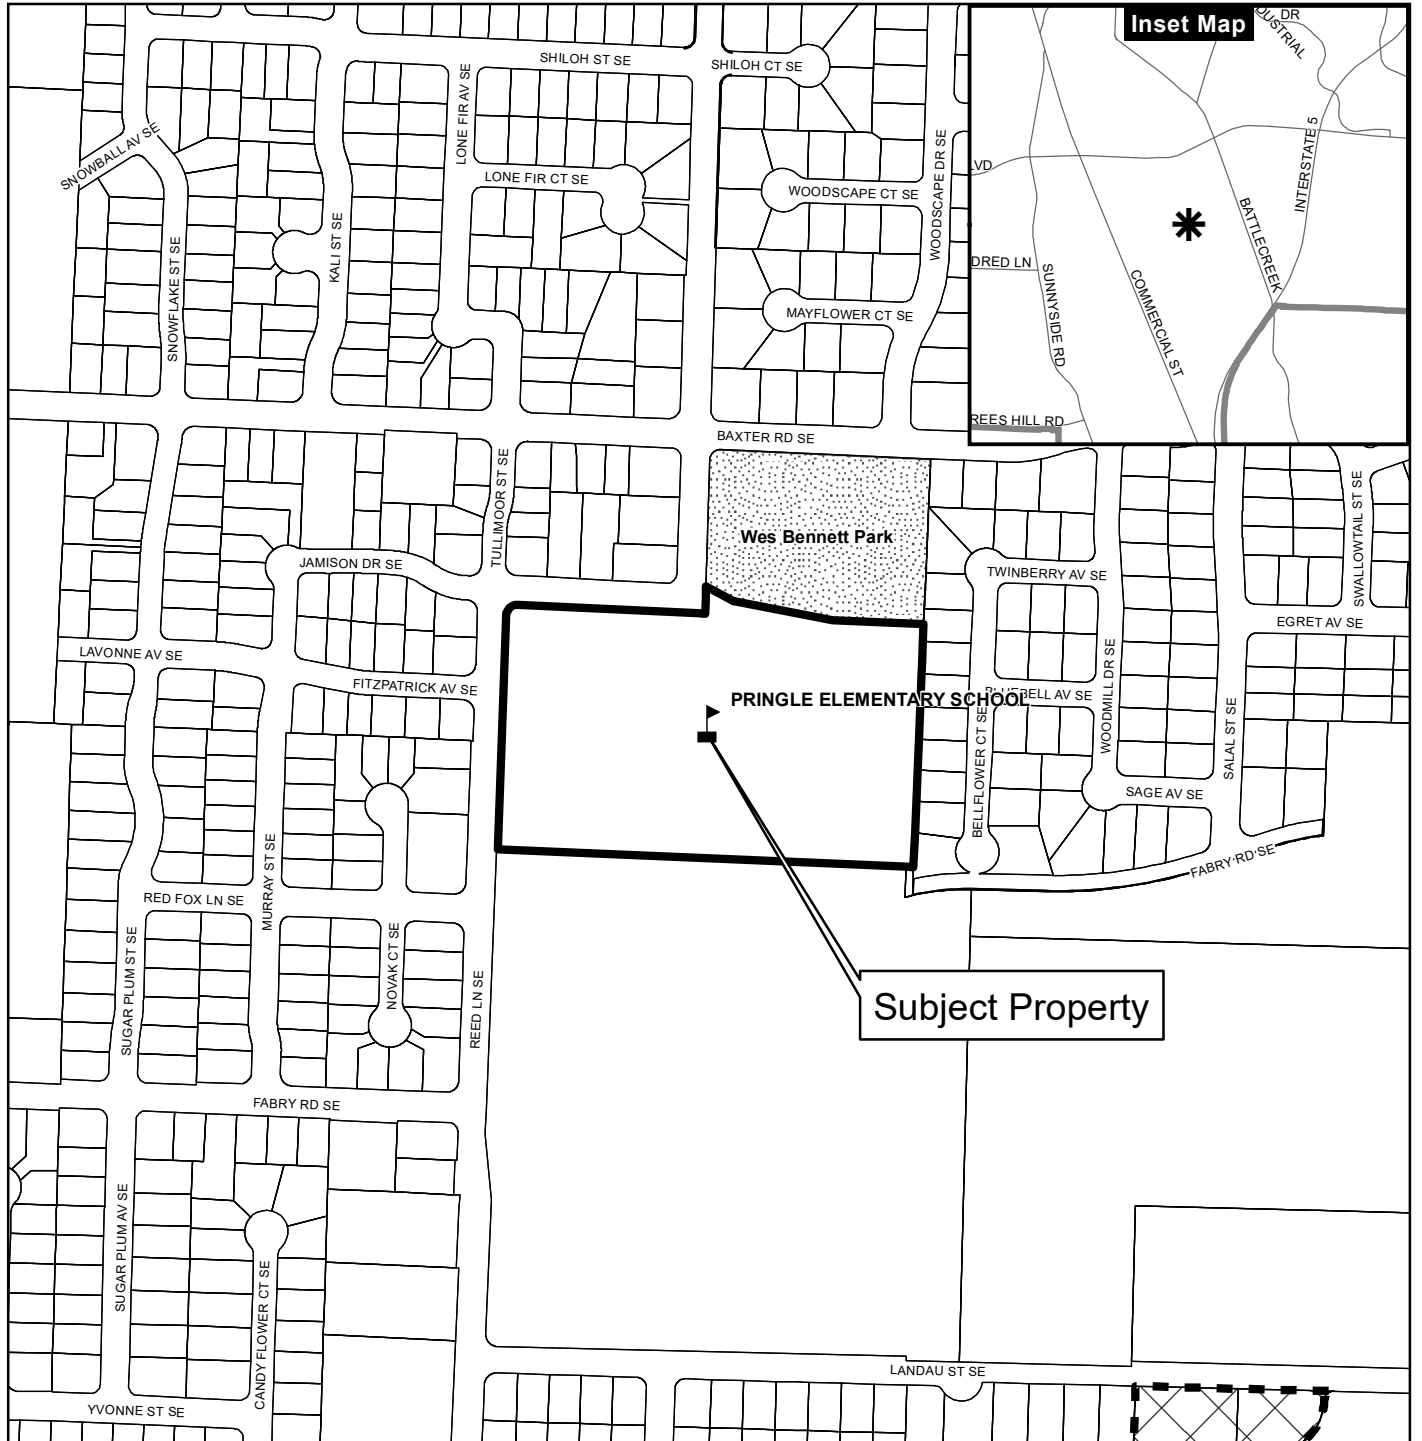 Inset Map
DUSTRIAL
DR
INTERSTATE 5
BATTLECREEK
LVD
DRED LN
SUNNYSIDE RD
COMMERCIAL ST
REES HILL RD
SHILOH ST SE
SHILOH CT SE
LONE FIR AV SE
SNOWBALL AV SE
LONE FIR CT SE
WOODSCAPE CT SE
WOODSCAPE DR SE
KALI ST SE
SNOWFLAKE ST SE
MAYFLOWER CT SE
BAXTER RD SE
TULLIMOOR ST SE
SWALLOWTAIL ST SE
Wes Bennett Park
JAMISON DR SE
TWINBERRY AV SE
EGRET AV SE
LAVONNE AV SE
FITZPATRICK AV SE
PRINGLE ELEMENTARY SCHOOL
BLUEBELL AV SE
WOODMILL DR SE
BELLFLOWER CT SE
SALAL ST SE
SAGE AV SE
FABRY RD SE
MURRAY ST SE
RED FOX LN SE
SUGAR PLUM ST SE
NOVAK CT SE
REED LN SE
Subject Property
FABRY RD SE
SUGAR PLUM AV SE
CANDY FLOWER CT SE
LANDAU ST SE
YVONNE ST SE